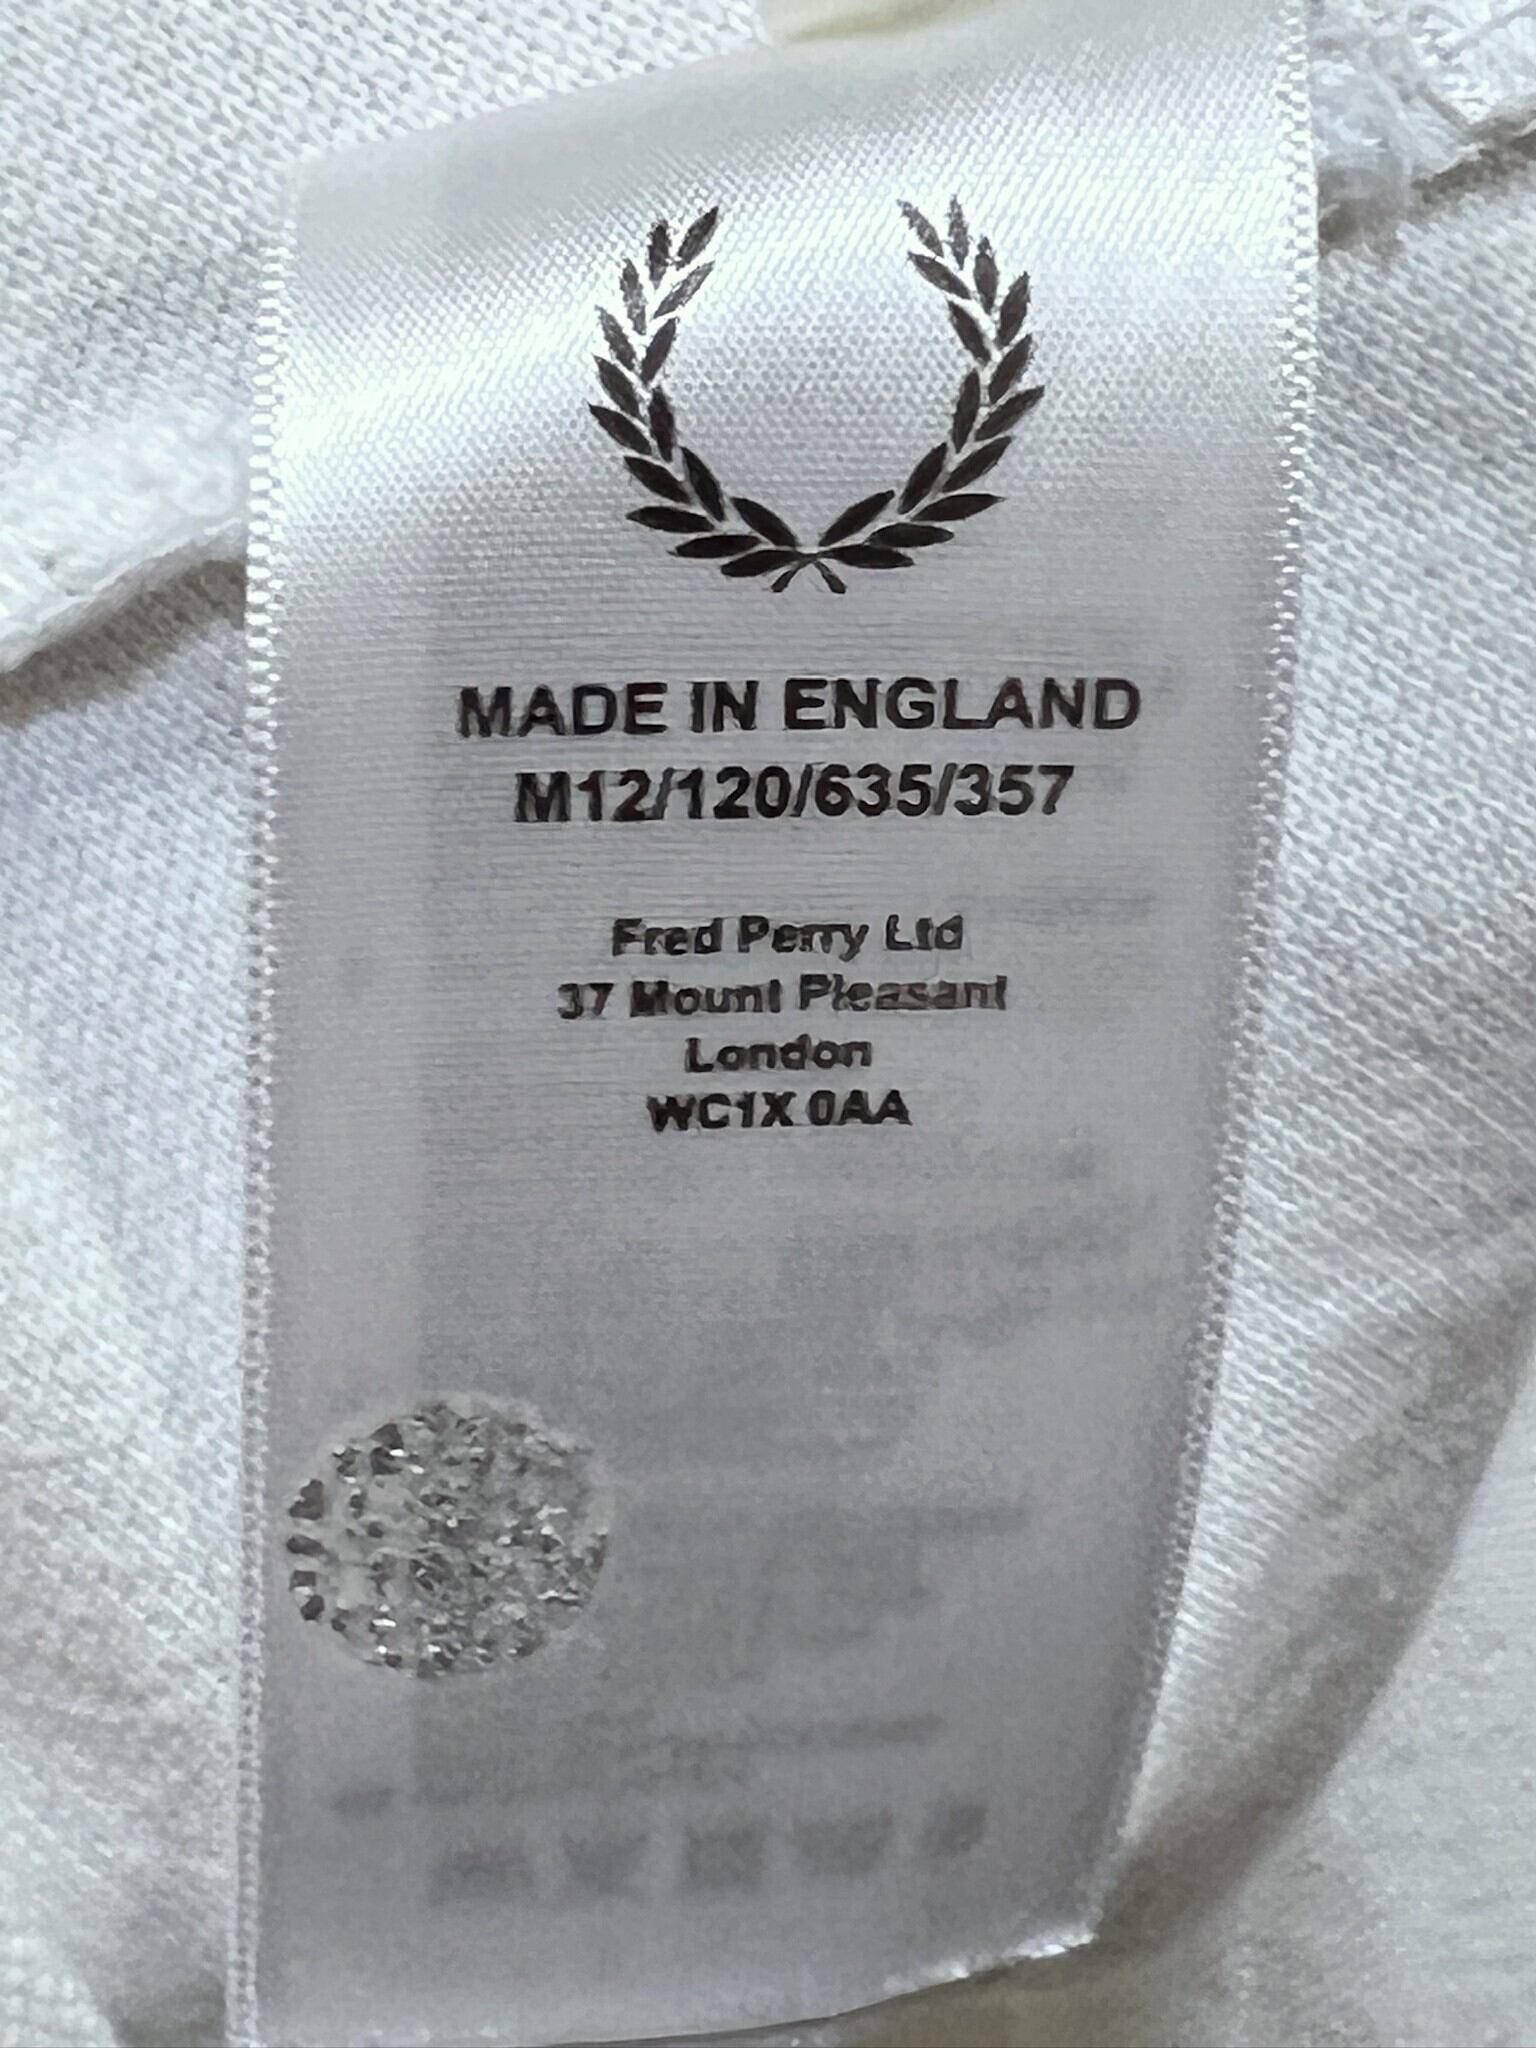 MADE IN ENGLAND
M12/120/635/357
Fred Perry Ltd
37 Mount Pleasant
London
WC1X 0AA